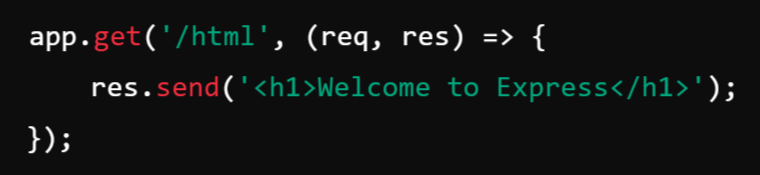 app.get('/html', (req, res) => {
    res.send('<h1>Welcome to Express</h1>');
});